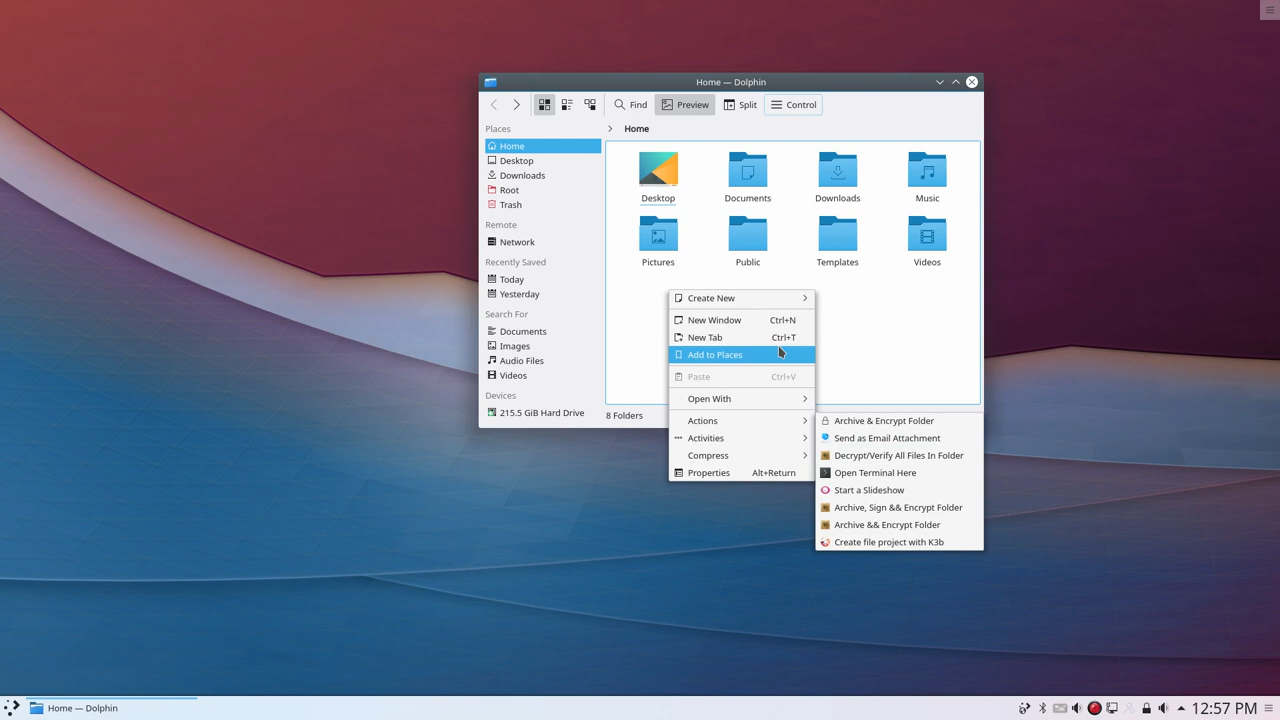 Home — Dolphin
Find
Preview
Split
Control
Places
Home
Desktop
Downloads
Root
Trash
Remote
Network
Recently Saved
Today
Yesterday
Search For
Documents
Images
Audio Files
Videos
Devices
215.5 GiB Hard Drive
Home
Desktop
Documents
Downloads
Music
Pictures
Public
Templates
Videos
8 Folders
Create New
New Window Ctrl+N
New Tab Ctrl+T
Add to Places
Paste Ctrl+V
Open With
Actions
Activities
Compress
Properties Alt+Return
Archive & Encrypt Folder
Send as Email Attachment
Decrypt/Verify All Files In Folder
Open Terminal Here
Start a Slideshow
Archive, Sign && Encrypt Folder
Archive && Encrypt Folder
Create file project with K3b
Home — Dolphin
12:57 PM